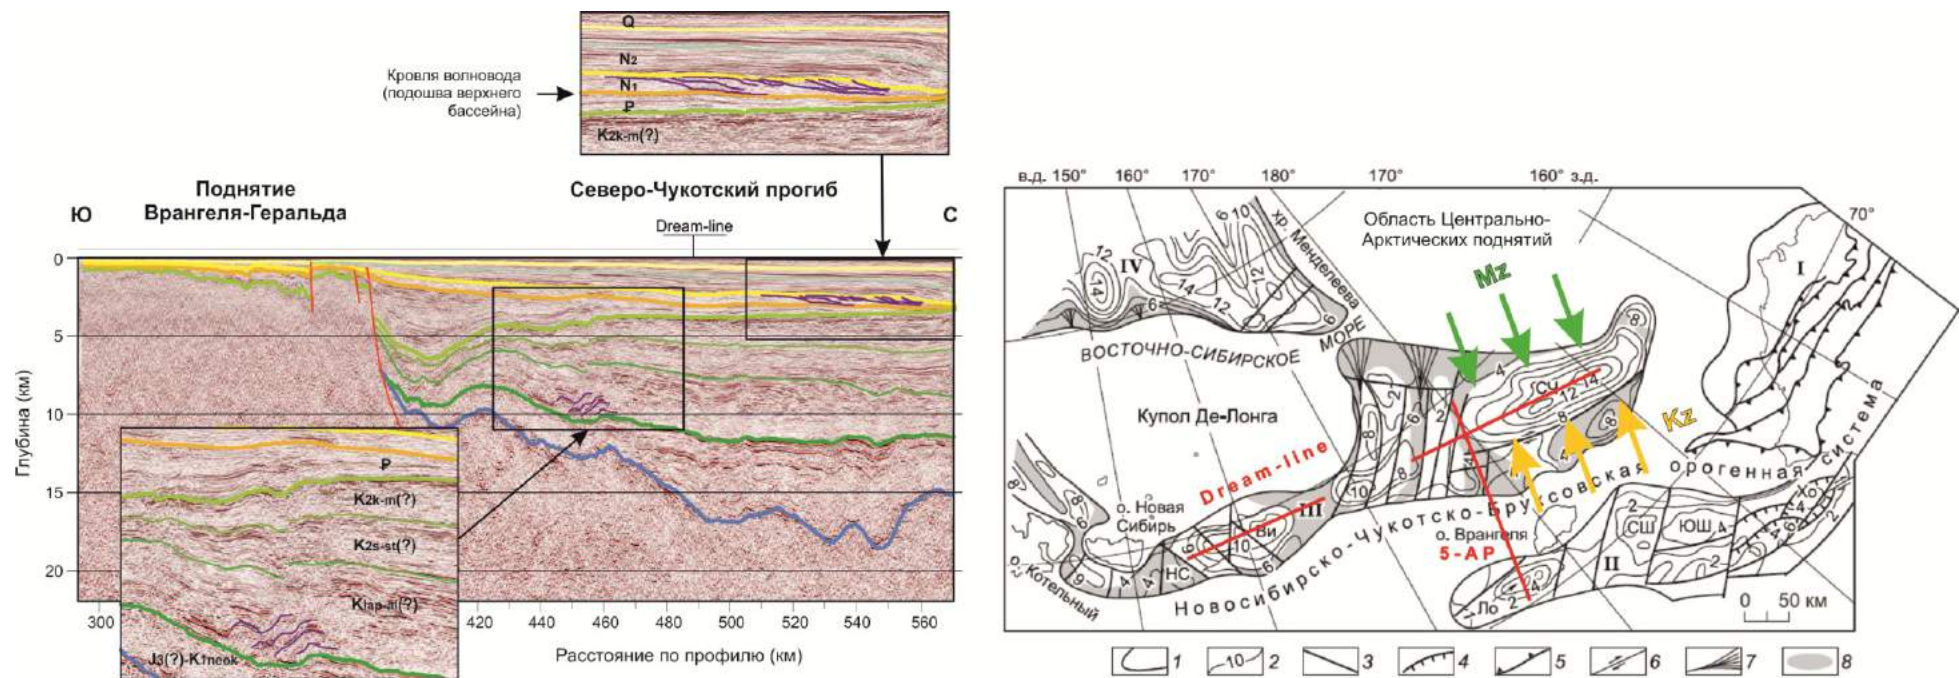 Q
N2
N1
₽
K2k-m(?)
Кровля волновода
(подошва верхнего
бассейна)
Поднятие
Врангеля-Геральда
Северо-Чукотский прогиб
Ю
С
Dream-line
0
5
10
15
20
Глубина (км)
300
420
440
460
480
500
520
540
560
Расстояние по профилю (км)
₽
K2k-m(?)
K2s-st(?)
K1ap-al(?)
J3(?)-K1neok
в.д. 150° 160° 170° 180° 170° 160° з.д.
70°
Область Центрально-
Арктических поднятий
хр. Менделеева
Mz
Kz
I
IV
ВОСТОЧНО-СИБИРСКОЕ
МОРЕ
Купол Де-Лонга
СЧ
Dream-line
о. Новая
Сибирь
о. Котельный
НС
Ви
III
Новосибирско-Чукотско-Бруксовская орогенная система
о. Врангеля
5-АР
II
СШ
ЮШ
Хо
Ло
0 50 км
1 2 3 4 5 6 7 8